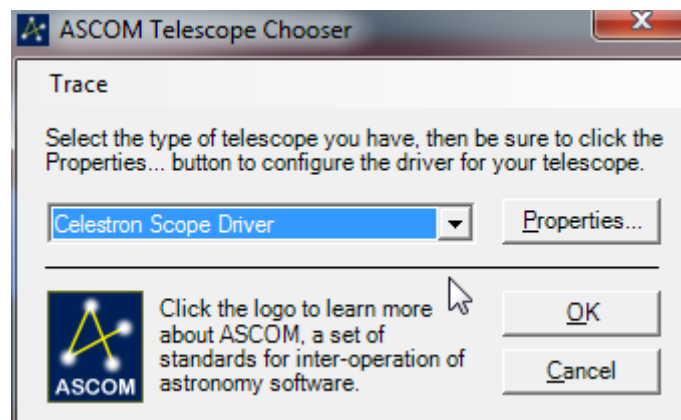 ASCOM Telescope Chooser
Trace
Select the type of telescope you have, then be sure to click the
Properties... button to configure the driver for your telescope.
Celestron Scope Driver
Properties...
Click the logo to learn more
about ASCOM, a set of
standards for inter-operation of
astronomy software.
ASCOM
OK
Cancel